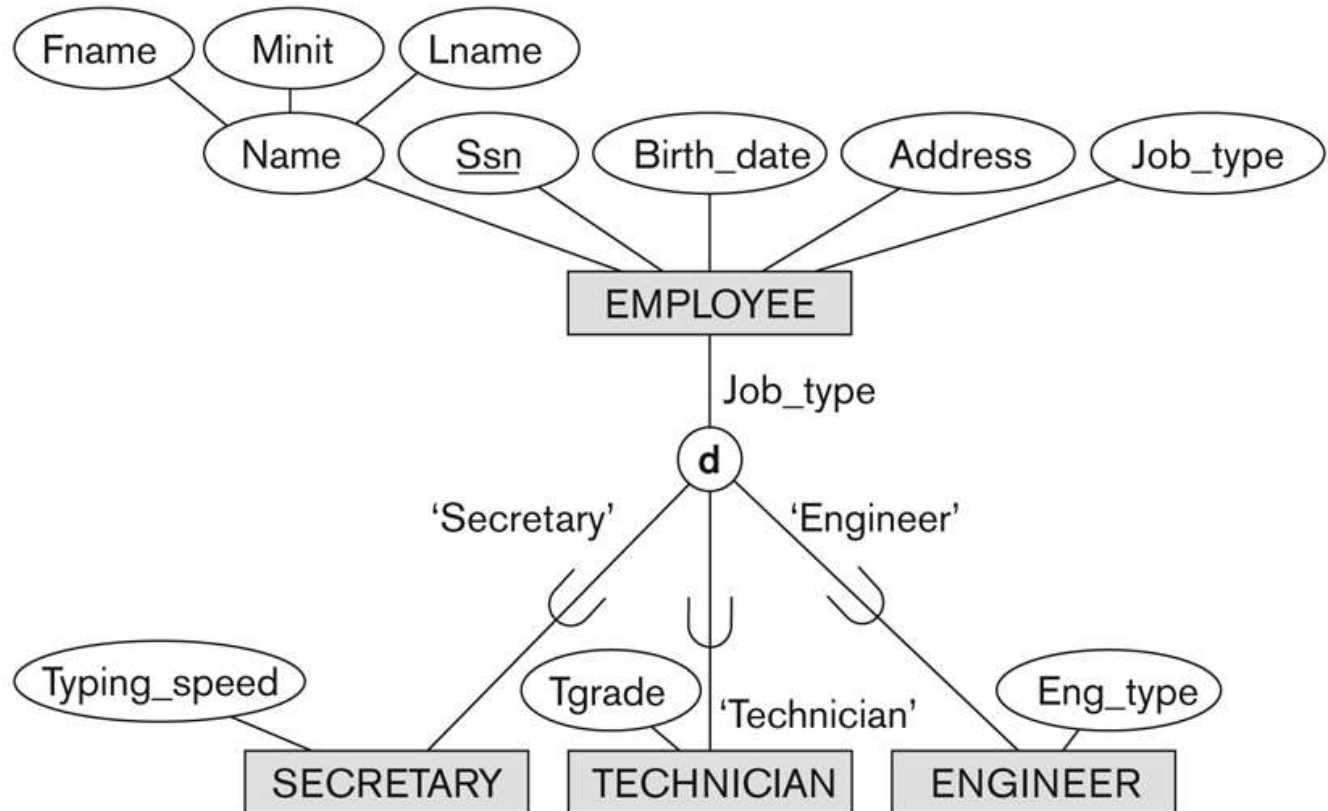 Fname Minit Lname
Name Ssn Birth_date Address Job_type
EMPLOYEE
Job_type
d
‘Secretary’ ‘Engineer’
Typing_speed Tgrade Eng_type
‘Technician’
SECRETARY TECHNICIAN ENGINEER